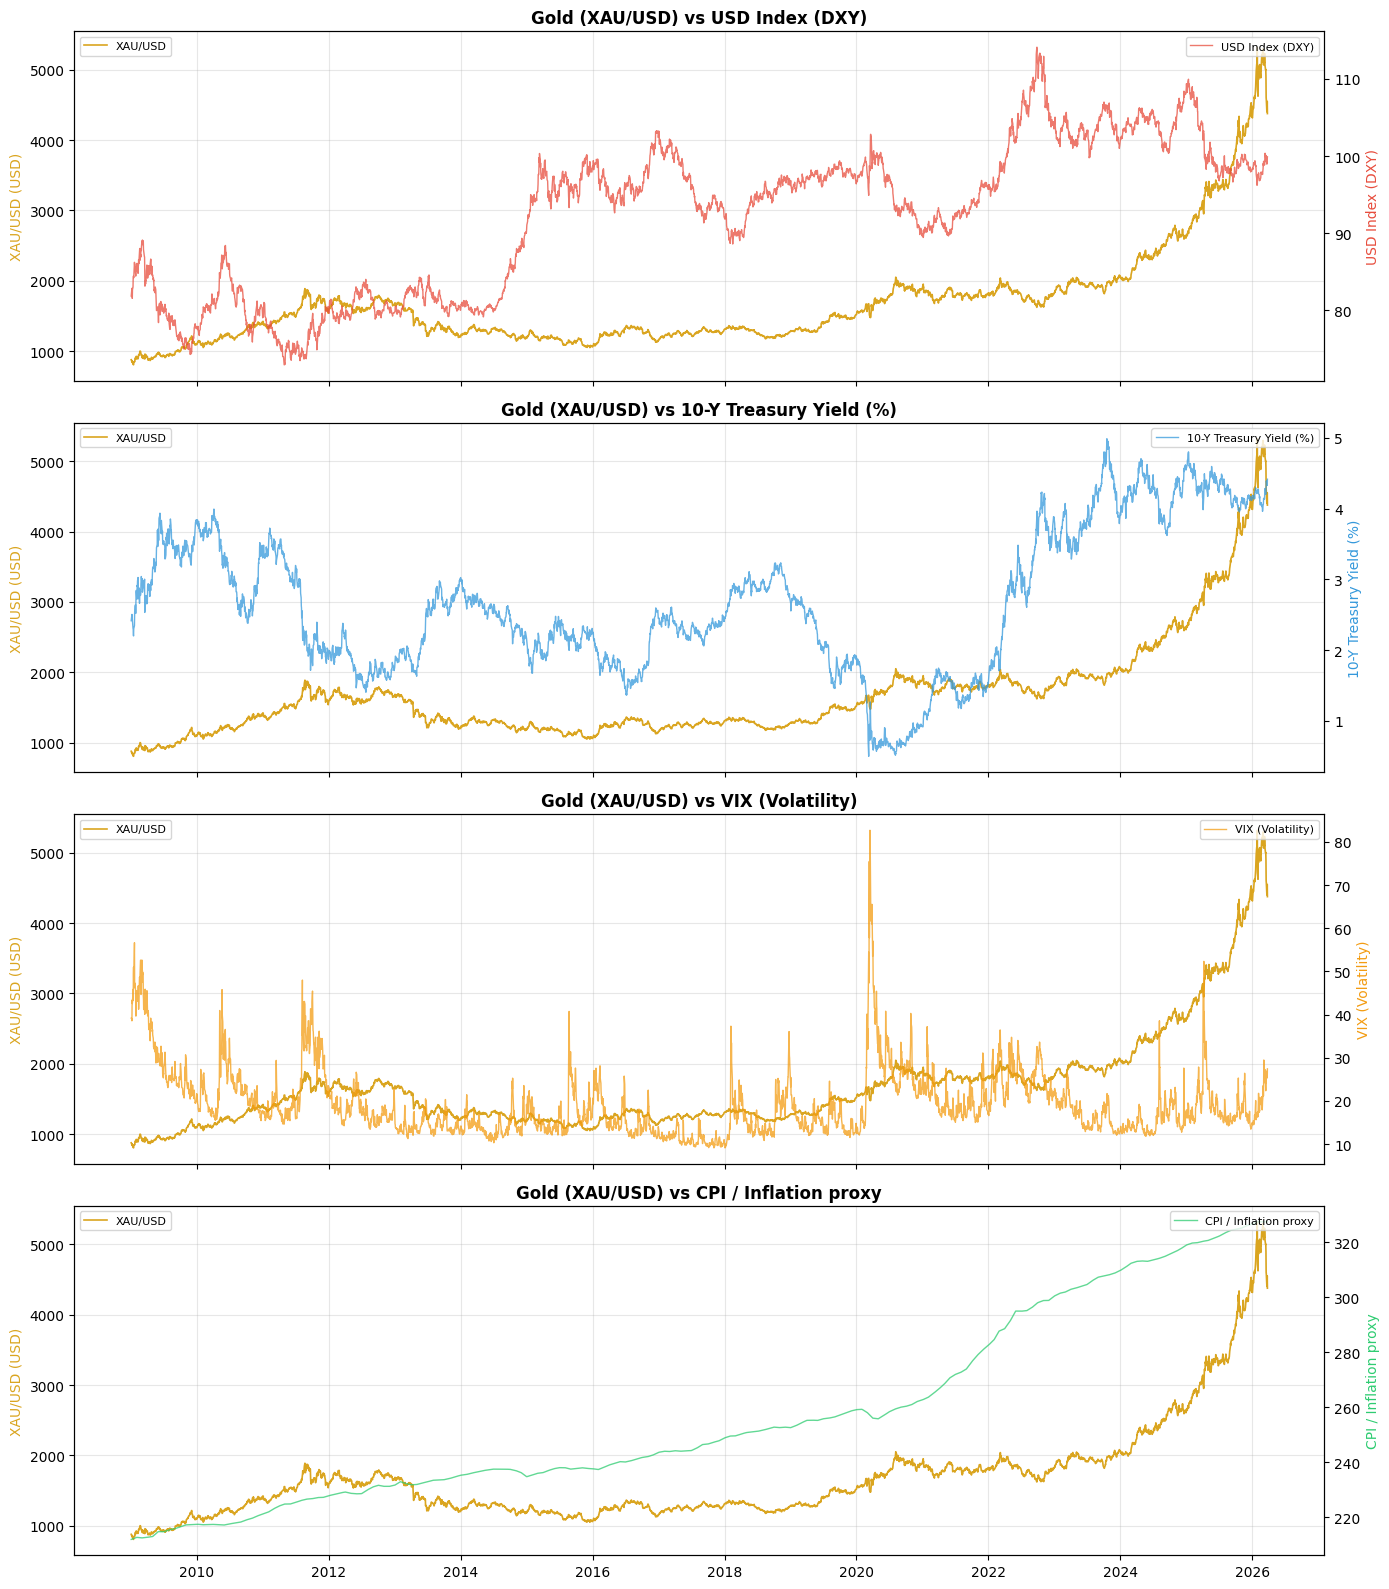 Gold (XAU/USD) vs USD Index (DXY)
XAU/USD
USD Index (DXY)
XAU/USD (USD)
5000
4000
3000
2000
1000
110
100
90
80
USD Index (DXY)
Gold (XAU/USD) vs 10-Y Treasury Yield (%)
XAU/USD
10-Y Treasury Yield (%)
XAU/USD (USD)
5000
4000
3000
2000
1000
5
4
3
2
1
10-Y Treasury Yield (%)
Gold (XAU/USD) vs VIX (Volatility)
XAU/USD
VIX (Volatility)
XAU/USD (USD)
5000
4000
3000
2000
1000
80
70
60
50
40
30
20
10
VIX (Volatility)
Gold (XAU/USD) vs CPI / Inflation proxy
XAU/USD
CPI / Inflation proxy
XAU/USD (USD)
5000
4000
3000
2000
1000
320
300
280
260
240
220
CPI / Inflation proxy
2010 2012 2014 2016 2018 2020 2022 2024 2026